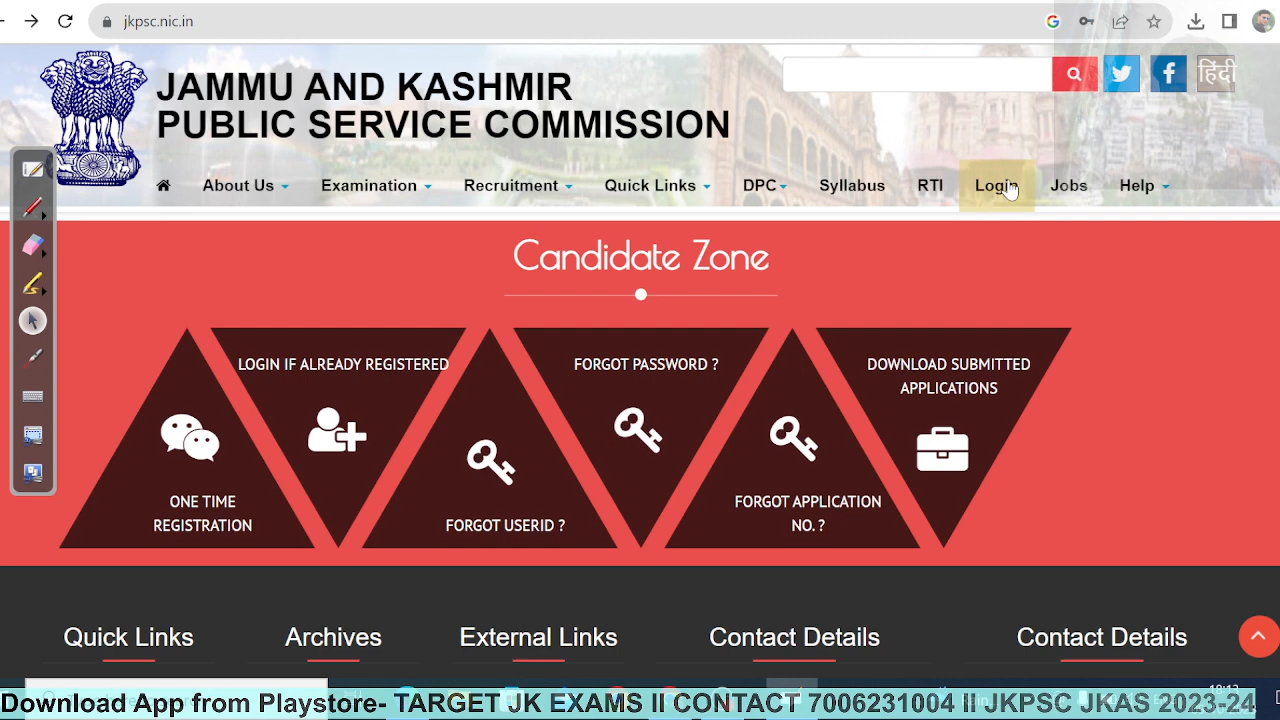 jkpsc.nic.in
JAMMU AND KASHMIR
PUBLIC SERVICE COMMISSION
हिंदी
About Us Examination Recruitment Quick Links DPC Syllabus RTI Login Jobs Help
Candidate Zone
LOGIN IF ALREADY REGISTERED
FORGOT PASSWORD ?
DOWNLOAD SUBMITTED
APPLICATIONS
ONE TIME
REGISTRATION
FORGOT USERID ?
FORGOT APPLICATION
NO. ?
Quick Links Archives External Links Contact Details Contact Details
Download App from Playstore- TARGET JK EXAMS II CONTACT 7006231004 II JKPSC JKAS 2023-24